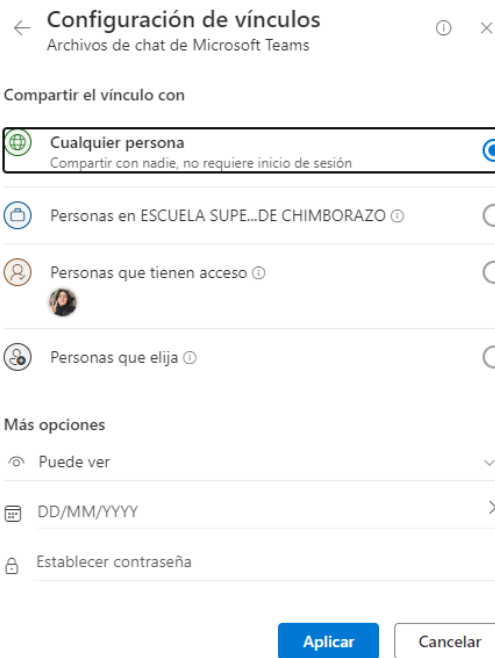 Configuración de vínculos
Archivos de chat de Microsoft Teams
Compartir el vínculo con
Cualquier persona
Compartir con nadie, no requiere inicio de sesión
Personas en ESCUELA SUPE...DE CHIMBORAZO
Personas que tienen acceso
Personas que elija
Más opciones
Puede ver
DD/MM/YYYY
Establecer contraseña
Aplicar Cancelar